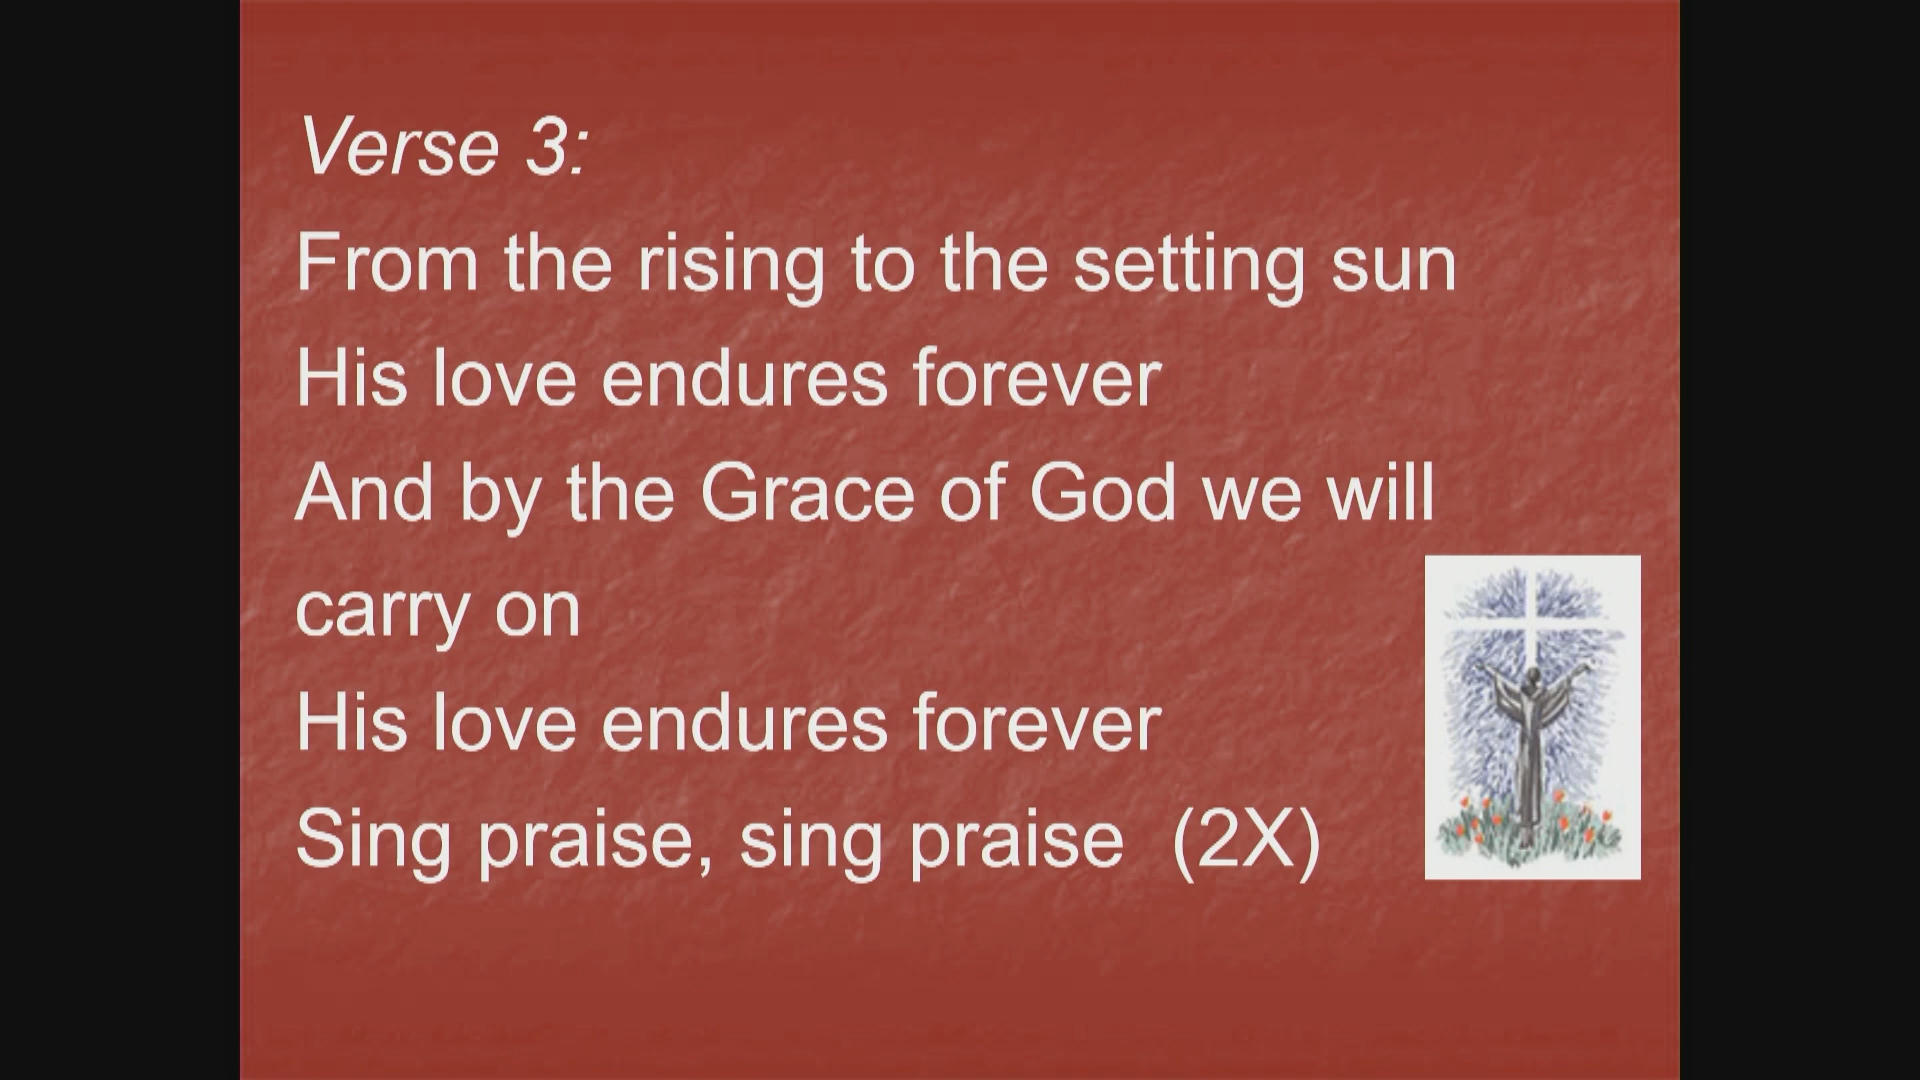 Verse 3:
From the rising to the setting sun
His love endures forever
And by the Grace of God we will
carry on
His love endures forever
Sing praise, sing praise  (2X)